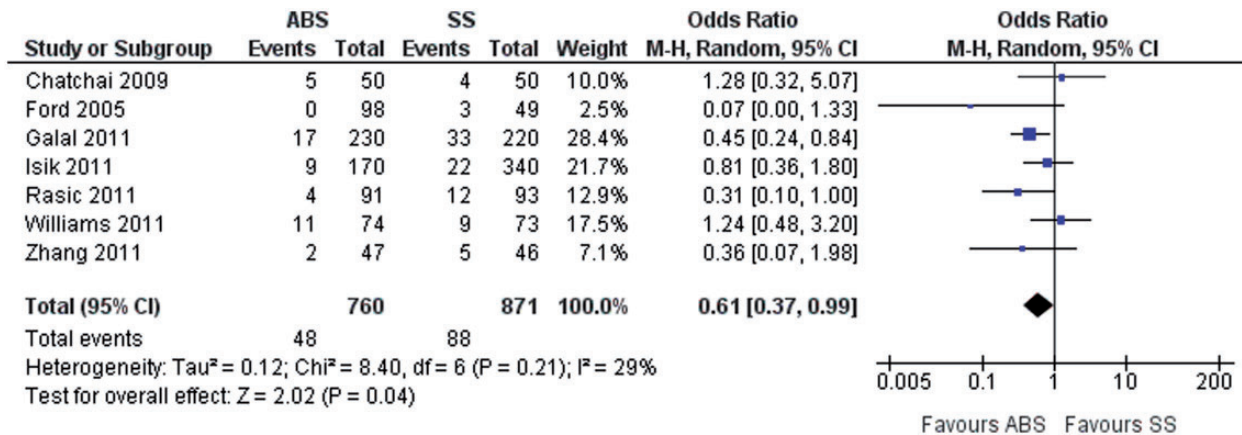 ABS SS Odds Ratio Odds Ratio
Study or Subgroup Events Total Events Total Weight M-H, Random, 95% CI M-H, Random, 95% CI
Chatchai 2009 5 50 4 50 10.0% 1.28 [0.32, 5.07]
Ford 2005 0 98 3 49 2.5% 0.07 [0.00, 1.33]
Galal 2011 17 230 33 220 28.4% 0.45 [0.24, 0.84]
Isik 2011 9 170 22 340 21.7% 0.81 [0.36, 1.80]
Rasic 2011 4 91 12 93 12.9% 0.31 [0.10, 1.00]
Williams 2011 11 74 9 73 17.5% 1.24 [0.48, 3.20]
Zhang 2011 2 47 5 46 7.1% 0.36 [0.07, 1.98]
Total (95% CI) 760 871 100.0% 0.61 [0.37, 0.99]
Total events 48 88
Heterogeneity: Tau² = 0.12; Chi² = 8.40, df = 6 (P = 0.21); I² = 29%
Test for overall effect: Z = 2.02 (P = 0.04)
0.005 0.1 1 10 200
Favours ABS Favours SS